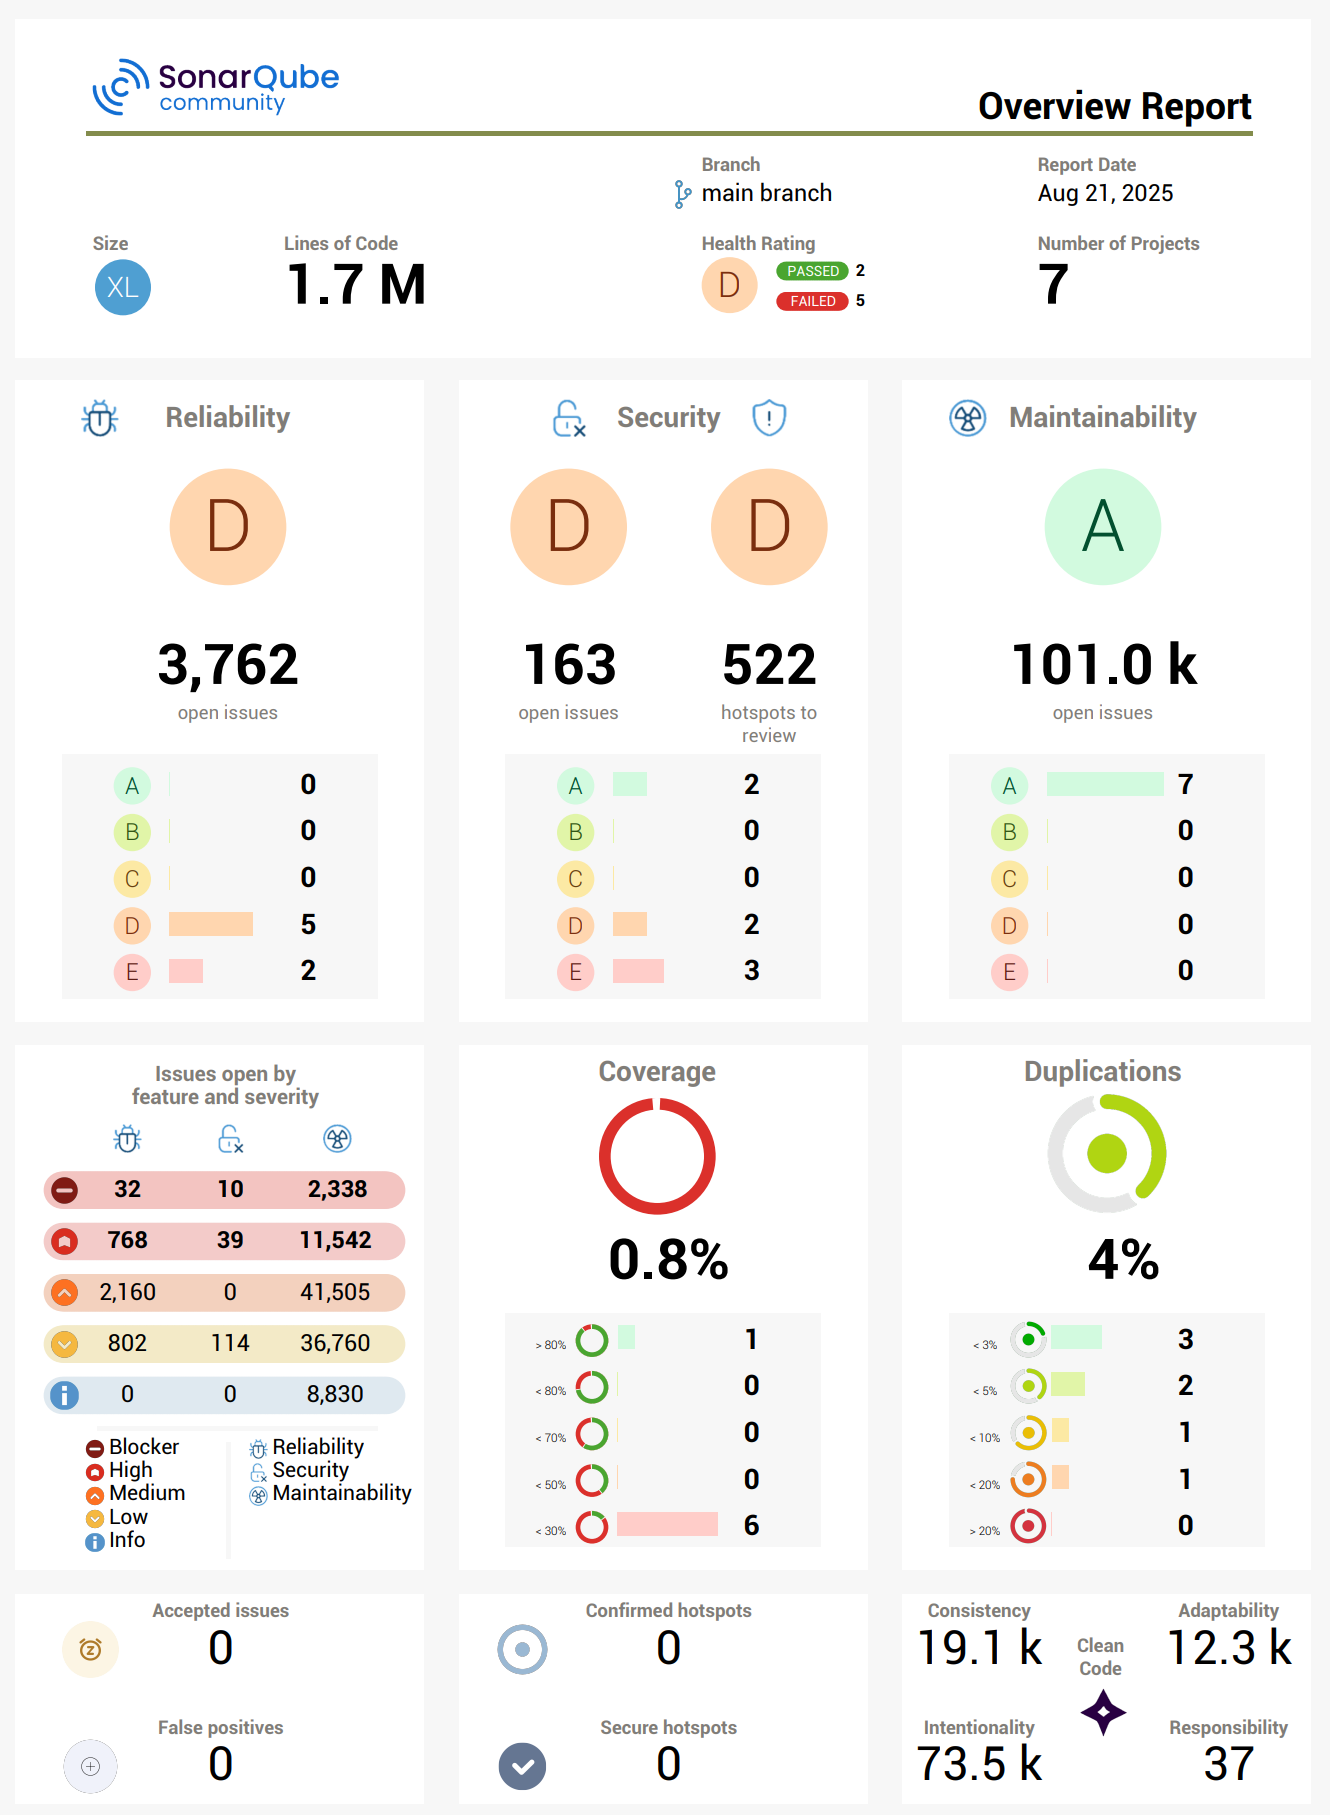 SonarQube
community
Overview Report
Branch
main branch
Report Date
Aug 21, 2025
Size
XL
Lines of Code
1.7 M
Health Rating
D
PASSED 2
FAILED 5
Number of Projects
7
Reliability
D
3,762
open issues
A 0
B 0
C 0
D 5
E 2
Security
D D
163 522
open issues hotspots to
review
A 2
B 0
C 0
D 2
E 3
Maintainability
A
101.0 k
open issues
A 7
B 0
C 0
D 0
E 0
Issues open by
feature and severity
32 10 2,338
768 39 11,542
2,160 0 41,505
802 114 36,760
0 0 8,830
Blocker
High
Medium
Low
Info
Reliability
Security
Maintainability
Coverage
0.8%
> 80% 1
< 80% 0
< 70% 0
< 50% 0
< 30% 6
Duplications
4%
< 3% 3
< 5% 2
< 10% 1
< 20% 1
> 20% 0
Accepted issues
0
False positives
0
Confirmed hotspots
0
Secure hotspots
0
Consistency
19.1 k
Adaptability
12.3 k
Clean
Code
Intentionality
73.5 k
Responsibility
37